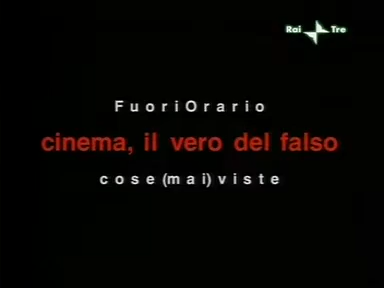 Rai Tre
FuoriOrario
cinema, il vero del falso
cose (mai) viste